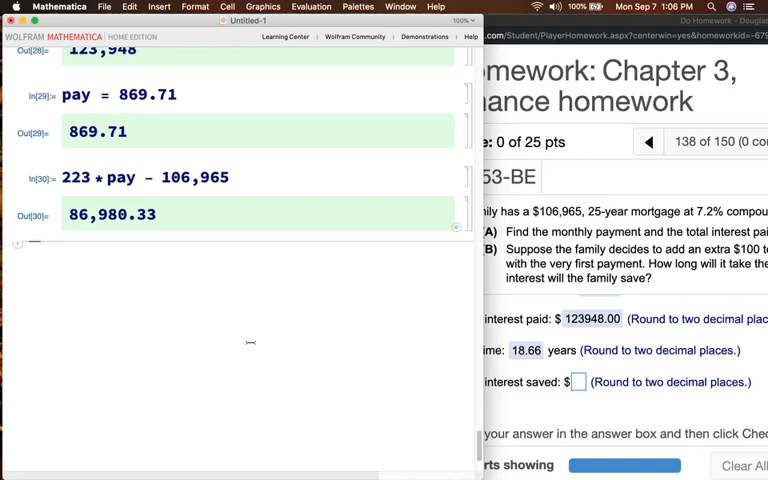 Mathematica File Edit Insert Format Cell Graphics Evaluation Palettes Window Help 100% Mon Sep 7 1:06 PM
Untitled-1 100%
WOLFRAM MATHEMATICA | HOME EDITION Learning Center | Wolfram Community | Demonstrations | Help
Out[28]= 123,948
In[29]:= pay = 869.71
Out[29]= 869.71
In[30]:= 223 * pay - 106,965
Out[30]= 86,980.33
Do Homework - Douglas
.com/Student/PlayerHomework.aspx?centerwin=yes&homeworkid=-679
mework: Chapter 3,
nance homework
e: 0 of 25 pts 138 of 150 (0 co
53-BE
ily has a $106,965, 25-year mortgage at 7.2% compou
(A) Find the monthly payment and the total interest pai
(B) Suppose the family decides to add an extra $100 to
with the very first payment. How long will it take the
interest will the family save?
interest paid: $ 123948.00 (Round to two decimal plac
ime: 18.66 years (Round to two decimal places.)
interest saved: $ (Round to two decimal places.)
your answer in the answer box and then click Chec
rts showing Clear All